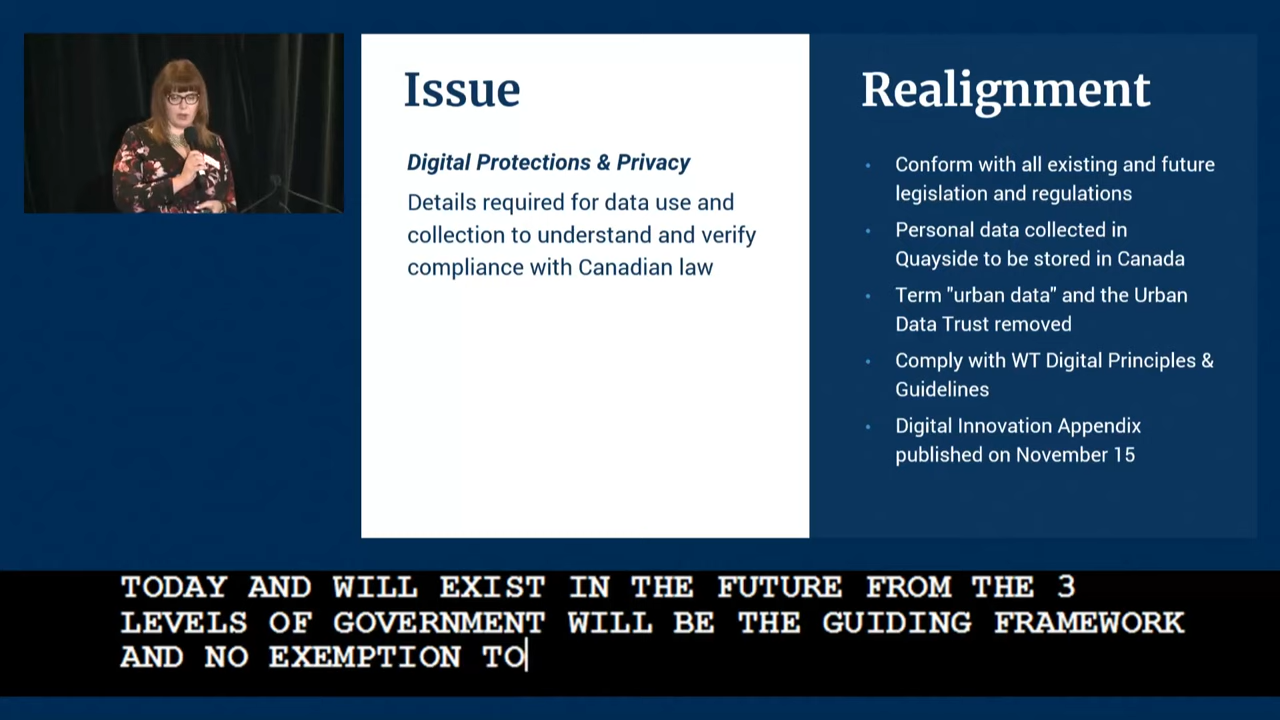 Issue
Digital Protections & Privacy
Details required for data use and
collection to understand and verify
compliance with Canadian law
Realignment
Conform with all existing and future
legislation and regulations
Personal data collected in
Quayside to be stored in Canada
Term "urban data" and the Urban
Data Trust removed
Comply with WT Digital Principles &
Guidelines
Digital Innovation Appendix
published on November 15
TODAY AND WILL EXIST IN THE FUTURE FROM THE 3
LEVELS OF GOVERNMENT WILL BE THE GUIDING FRAMEWORK
AND NO EXEMPTION TO